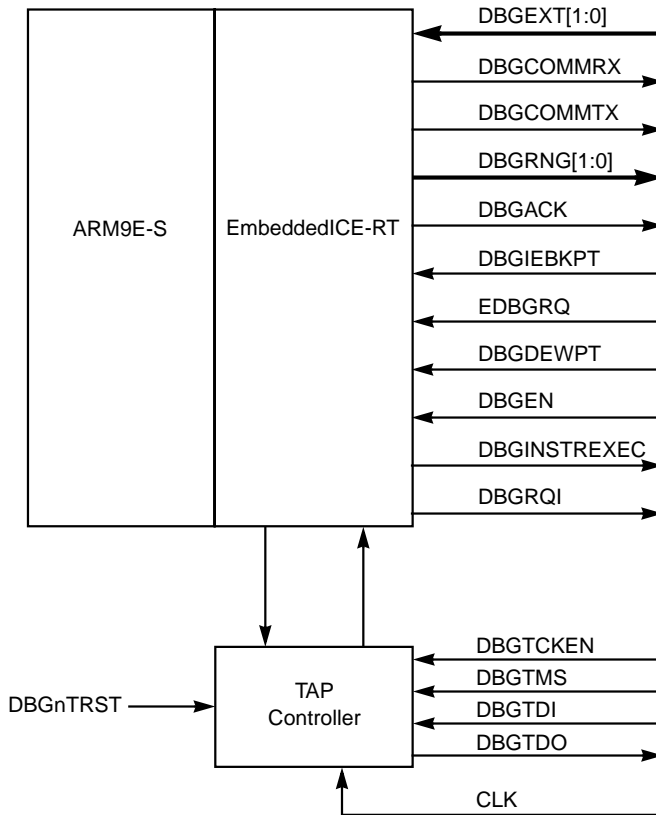 DBGEXT[1:0]
DBGCOMMRX
DBGCOMMTX
DBGRNG[1:0]
ARM9E-S
EmbeddedICE-RT
DBGACK
DBGIEBKPT
EDBGRQ
DBGDEWPT
DBGEN
DBGINSTREXEC
DBGRQI
DBGTCKEN
DBGTMS
DBGnTRST
TAP
Controller
DBGTDI
DBGTDO
CLK